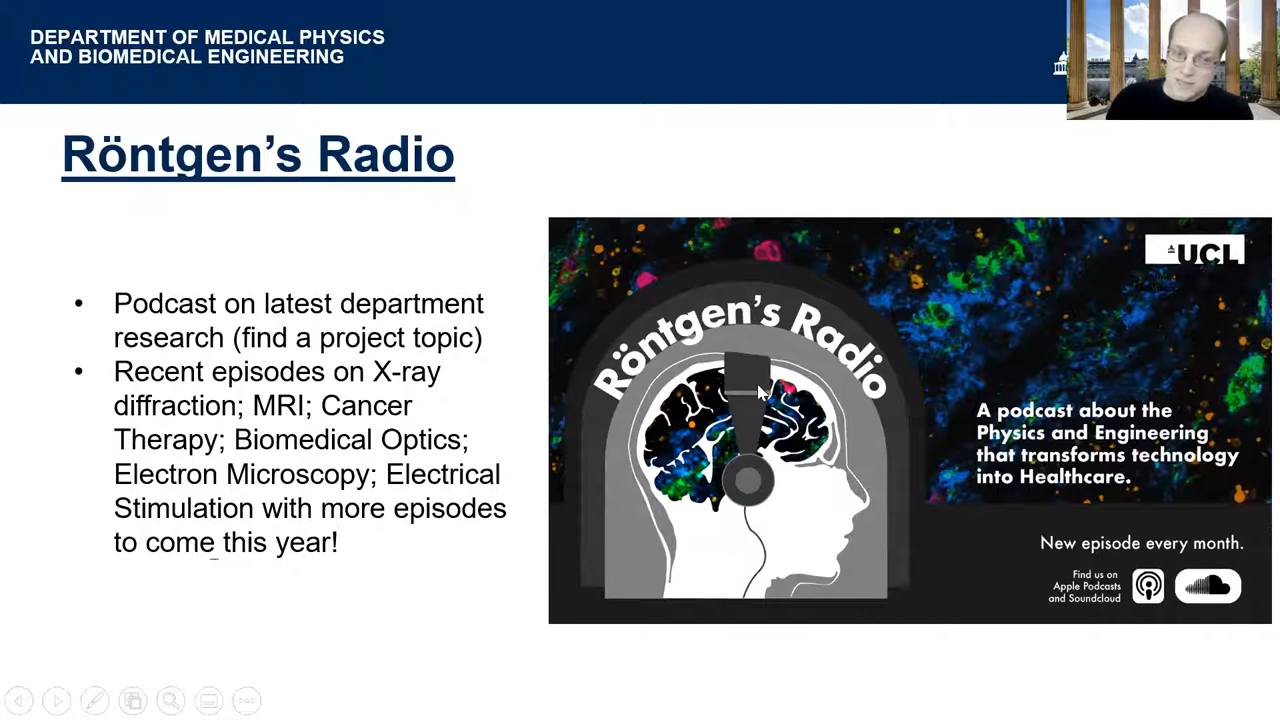 DEPARTMENT OF MEDICAL PHYSICS
AND BIOMEDICAL ENGINEERING
Röntgen’s Radio
• Podcast on latest department
research (find a project topic)
• Recent episodes on X-ray
diffraction; MRI; Cancer
Therapy; Biomedical Optics;
Electron Microscopy; Electrical
Stimulation with more episodes
to come this year!
UCL
Röntgen’s Radio
A podcast about the
Physics and Engineering
that transforms technology
into Healthcare.
New episode every month.
Find us on
Apple Podcasts
and Soundcloud